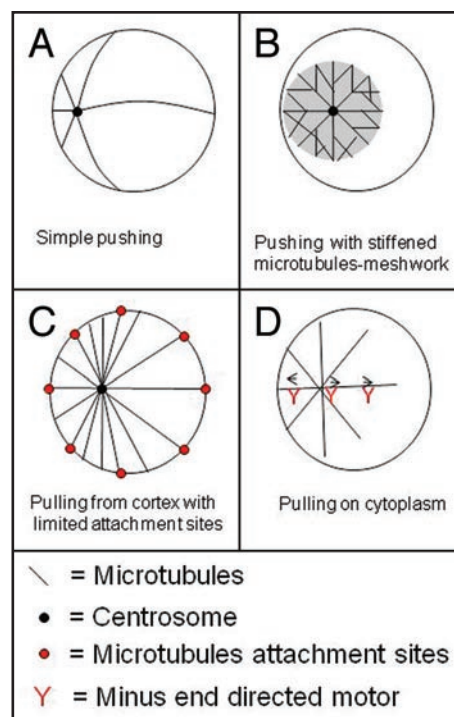 A
B
Simple pushing
Pushing with stiffened
microtubules-meshwork
C
D
Pulling from cortex with
limited attachment sites
Pulling on cytoplasm
= Microtubules
= Centrosome
= Microtubules attachment sites
Y = Minus end directed motor